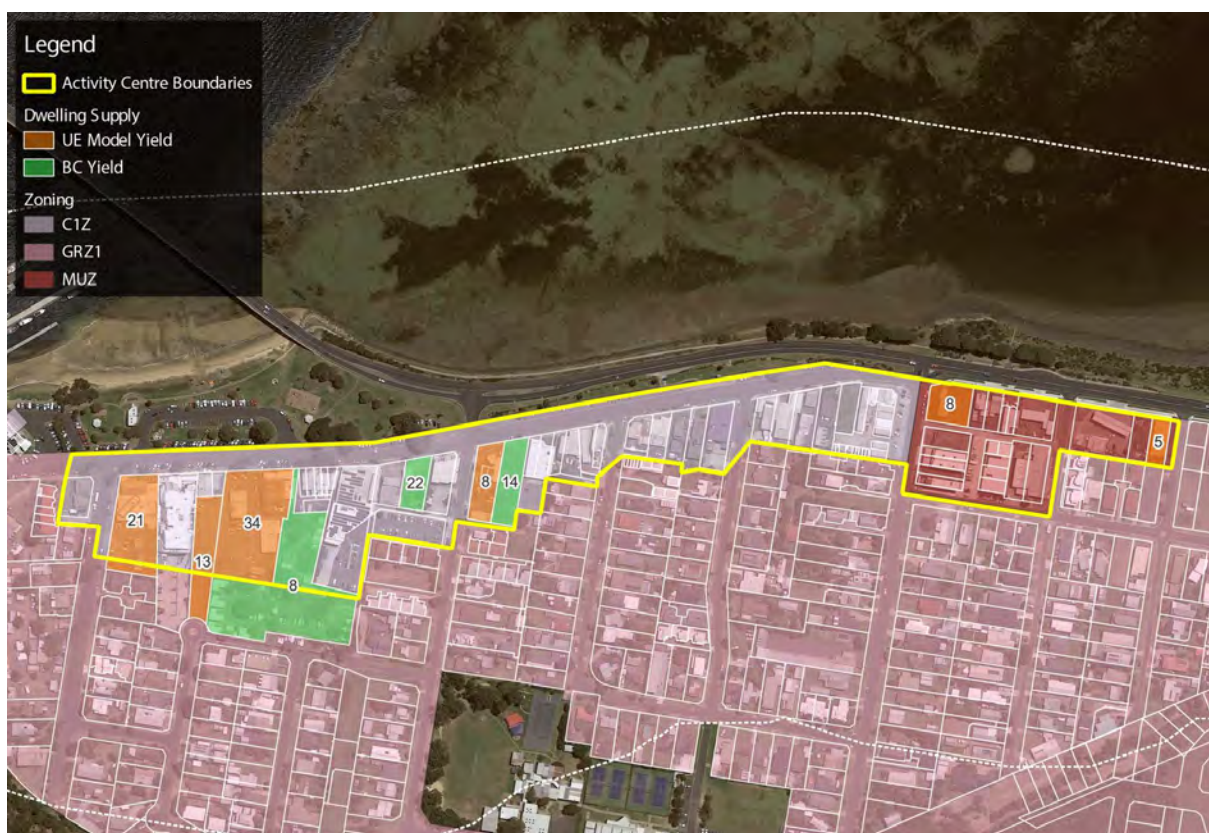 Legend
Activity Centre Boundaries
Dwelling Supply
UE Model Yield
BC Yield
Zoning
C1Z
GRZ1
MUZ
8
5
22
8
14
21
34
13
8